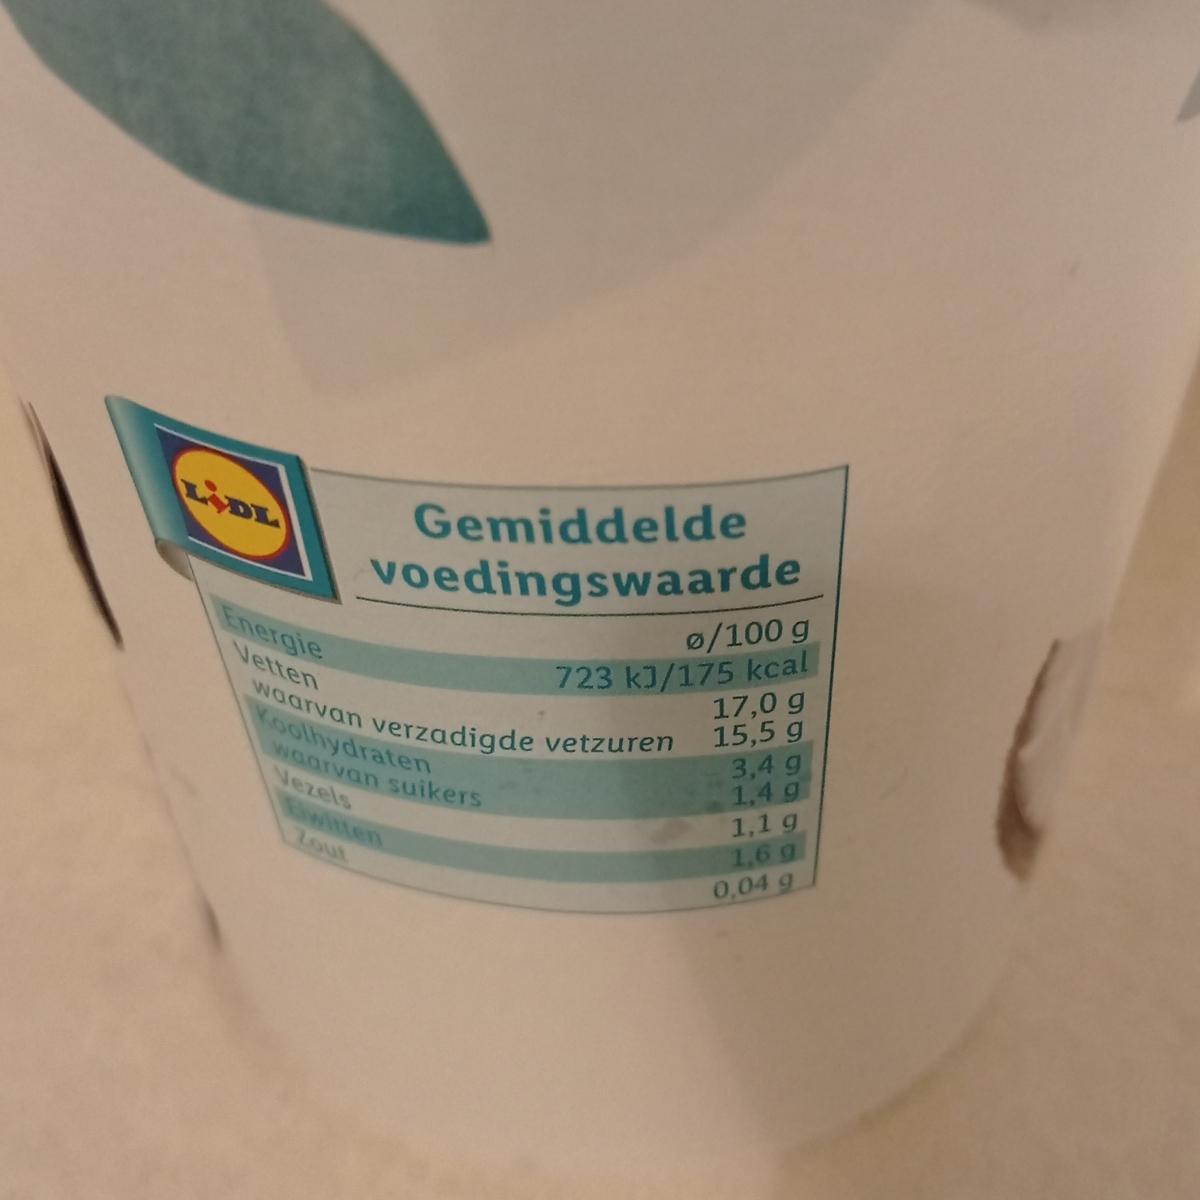 LiDL
Gemiddelde
voedingswaarde
ø/100 g
Energie 723 kJ/175 kcal
Vetten 17,0 g
waarvan verzadigde vetzuren 15,5 g
Koolhydraten 3,4 g
waarvan suikers 1,4 g
Vezels 1,1 g
Eiwitten 1,6 g
Zout 0,04 g